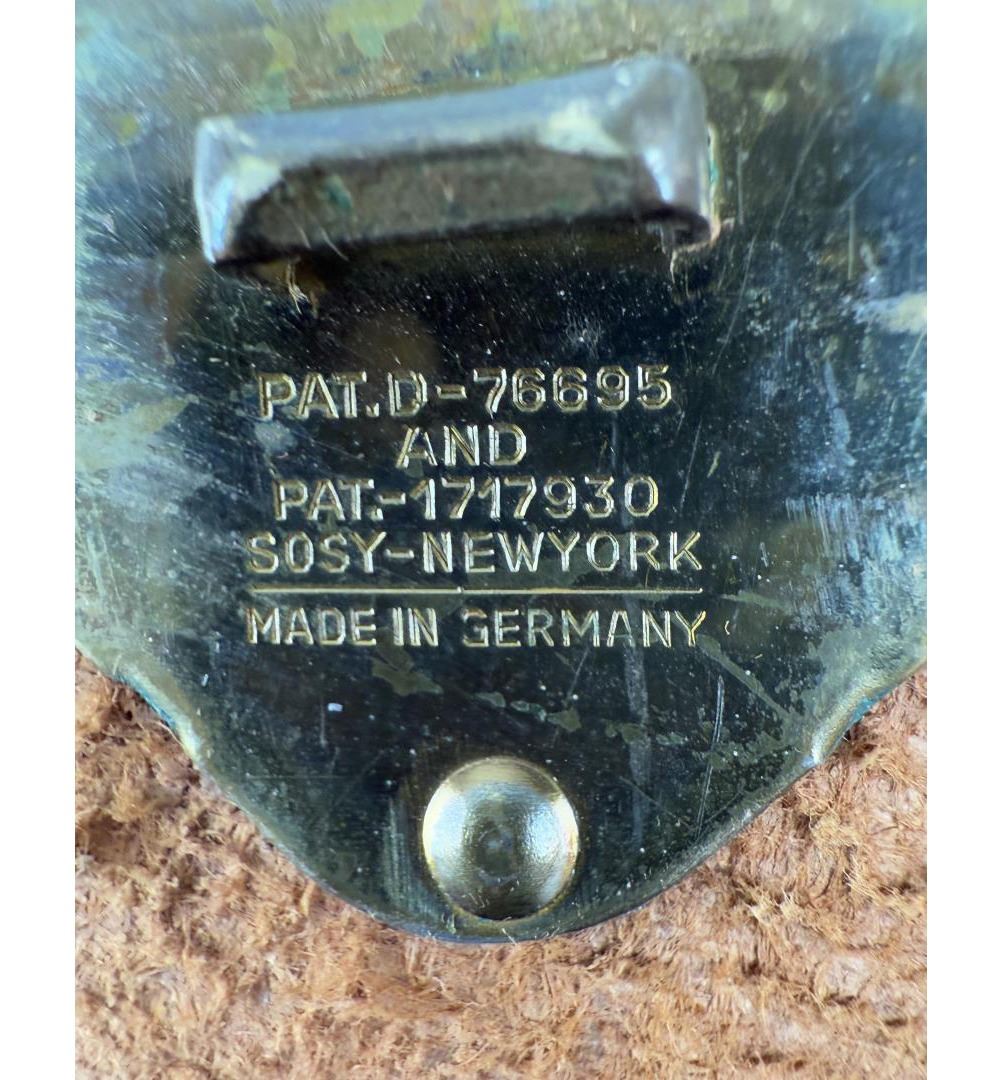 PAT.D-76695
AND
PAT.-1717930
SOSY-NEWYORK
MADE IN GERMANY